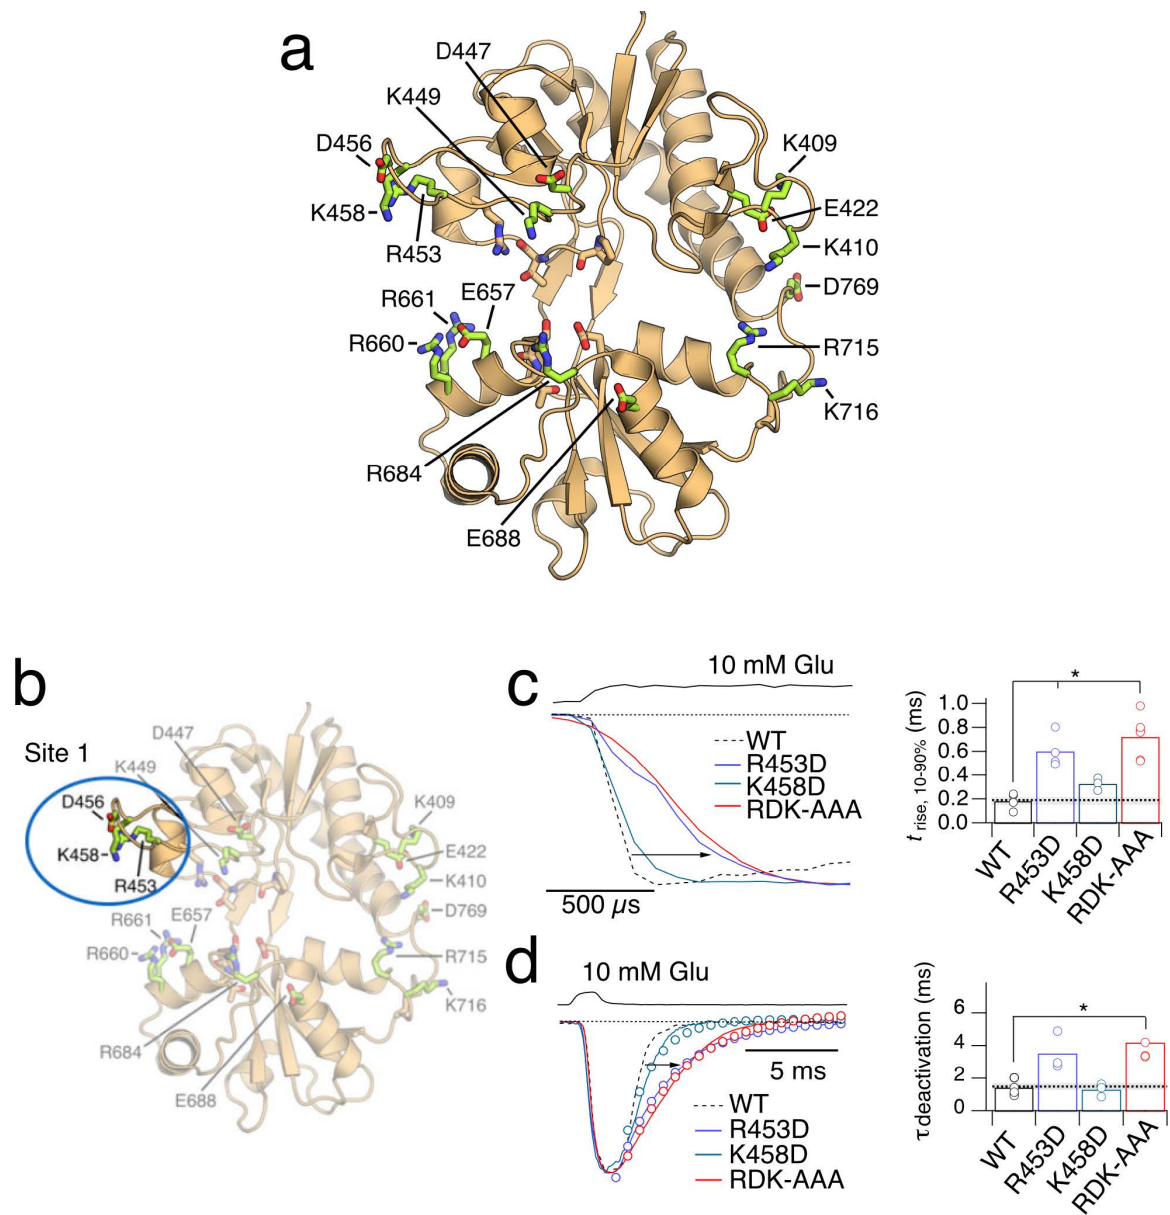 a
D447
K449
D456
K458
R453
K409
E422
K410
D769
R661
E657
R660
R715
K716
R684
E688
b
Site 1
D447
K449
D456
K458
R453
K409
E422
K410
D769
R661
E657
R660
R715
K716
R684
E688
c
10 mM Glu
WT
R453D
K458D
RDK-AAA
500 µs
t rise, 10-90% (ms)
*
1.0
0.8
0.6
0.4
0.2
0.0
WT
R453D
K458D
RDK-AAA
d
10 mM Glu
5 ms
WT
R453D
K458D
RDK-AAA
τdeactivation (ms)
*
6
4
2
0
WT
R453D
K458D
RDK-AAA